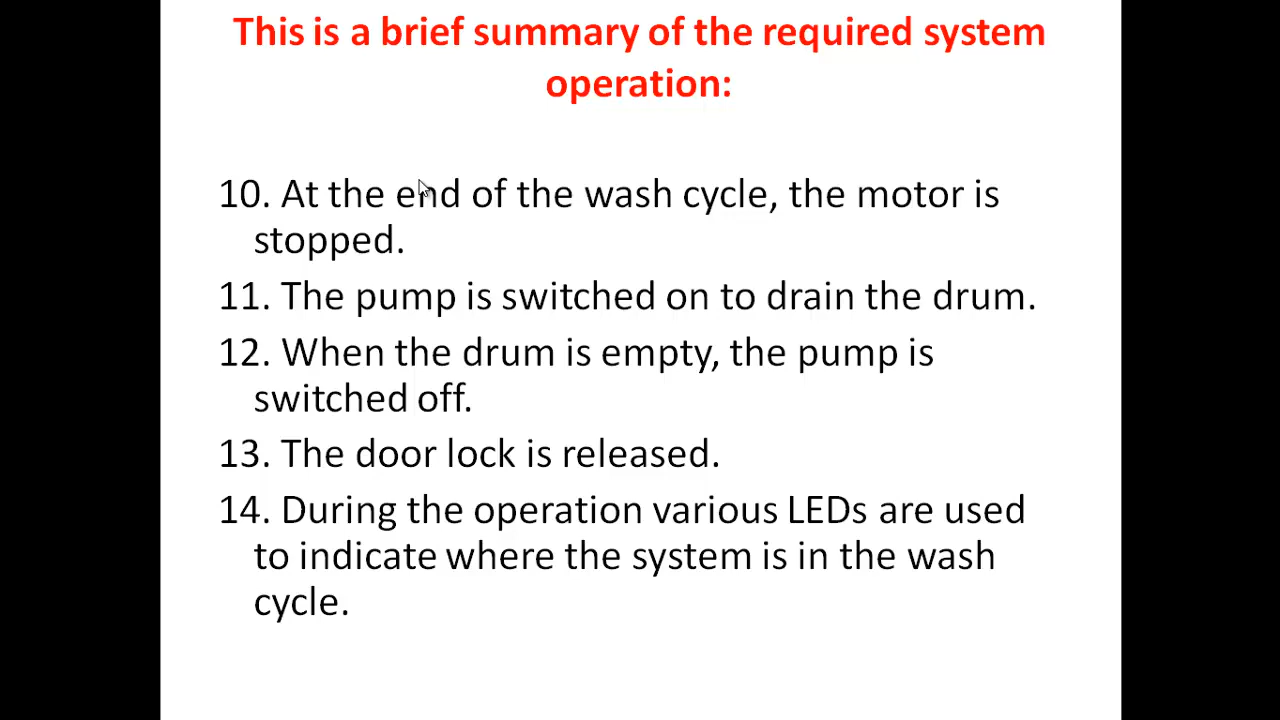 This is a brief summary of the required system
operation:
10. At the end of the wash cycle, the motor is
stopped.
11. The pump is switched on to drain the drum.
12. When the drum is empty, the pump is
switched off.
13. The door lock is released.
14. During the operation various LEDs are used
to indicate where the system is in the wash
cycle.